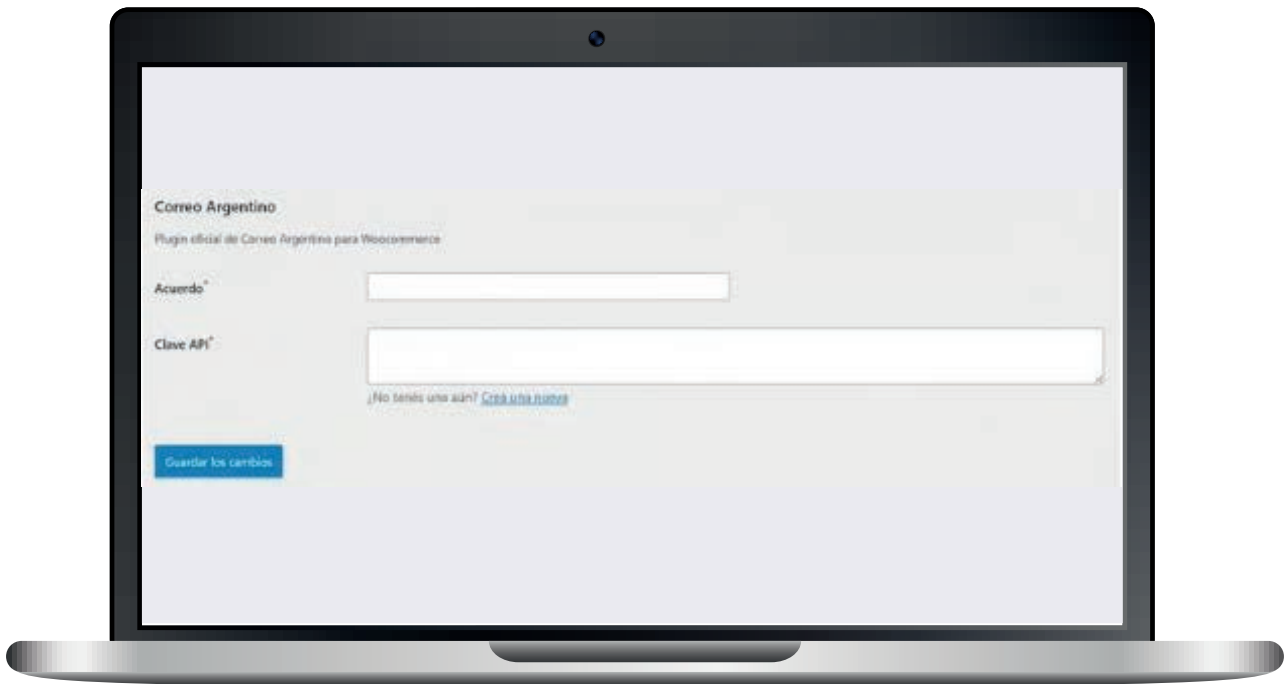 Correo Argentino
Plugin oficial de Correo Argentino para Woocommerce
Acuerdo*
Clave API*
¿No tenés una aún? Creá una nueva
Guardar los cambios